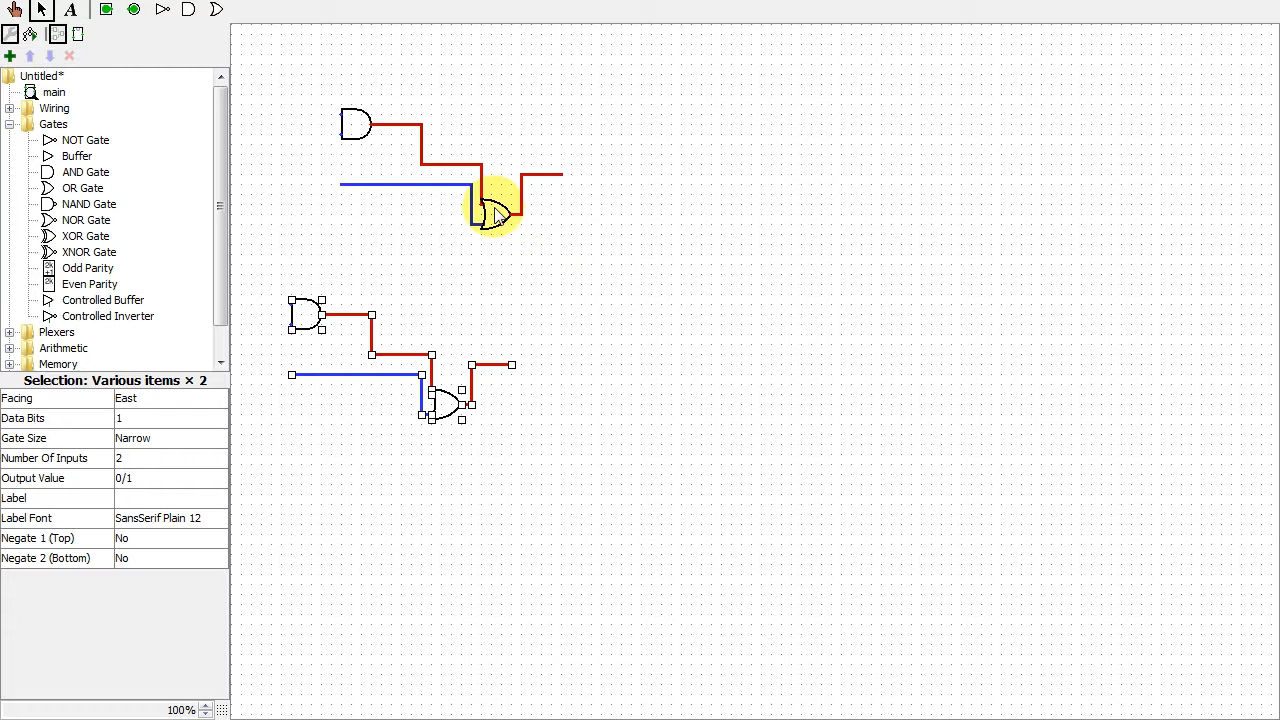 A
Untitled*
main
Wiring
Gates
NOT Gate
Buffer
AND Gate
OR Gate
NAND Gate
NOR Gate
XOR Gate
XNOR Gate
Odd Parity
Even Parity
Controlled Buffer
Controlled Inverter
Plexers
Arithmetic
Memory
Selection: Various items × 2
Facing East
Data Bits 1
Gate Size Narrow
Number Of Inputs 2
Output Value 0/1
Label
Label Font SansSerif Plain 12
Negate 1 (Top) No
Negate 2 (Bottom) No
100%